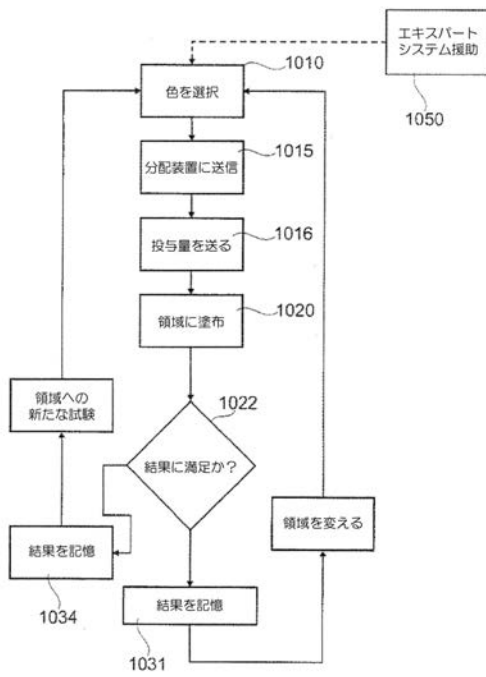 エキスパート
システム援助
1050
1010
色を選択
1015
分配装置に送信
1016
投与量を送る
1020
領域に塗布
領域への
新たな試験
1022
結果に満足か?
領域を変える
結果を記憶
1034
結果を記憶
1031